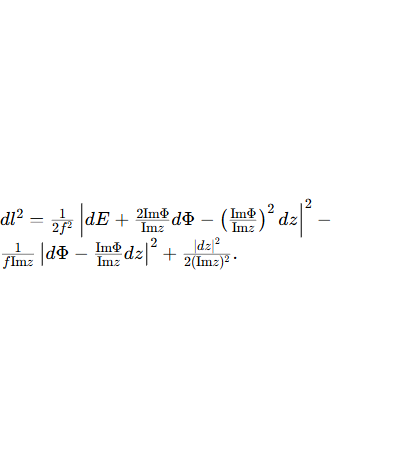 $dl^2 = \frac{1}{2f^2} \left| dE + \frac{2\mathrm{Im}\Phi}{\mathrm{Im}z} d\Phi - \left( \frac{\mathrm{Im}\Phi}{\mathrm{Im}z} \right)^2 dz \right|^2 -$
$\frac{1}{f\mathrm{Im}z} \left| d\Phi - \frac{\mathrm{Im}\Phi}{\mathrm{Im}z} dz \right|^2 + \frac{|dz|^2}{2(\mathrm{Im}z)^2}.$